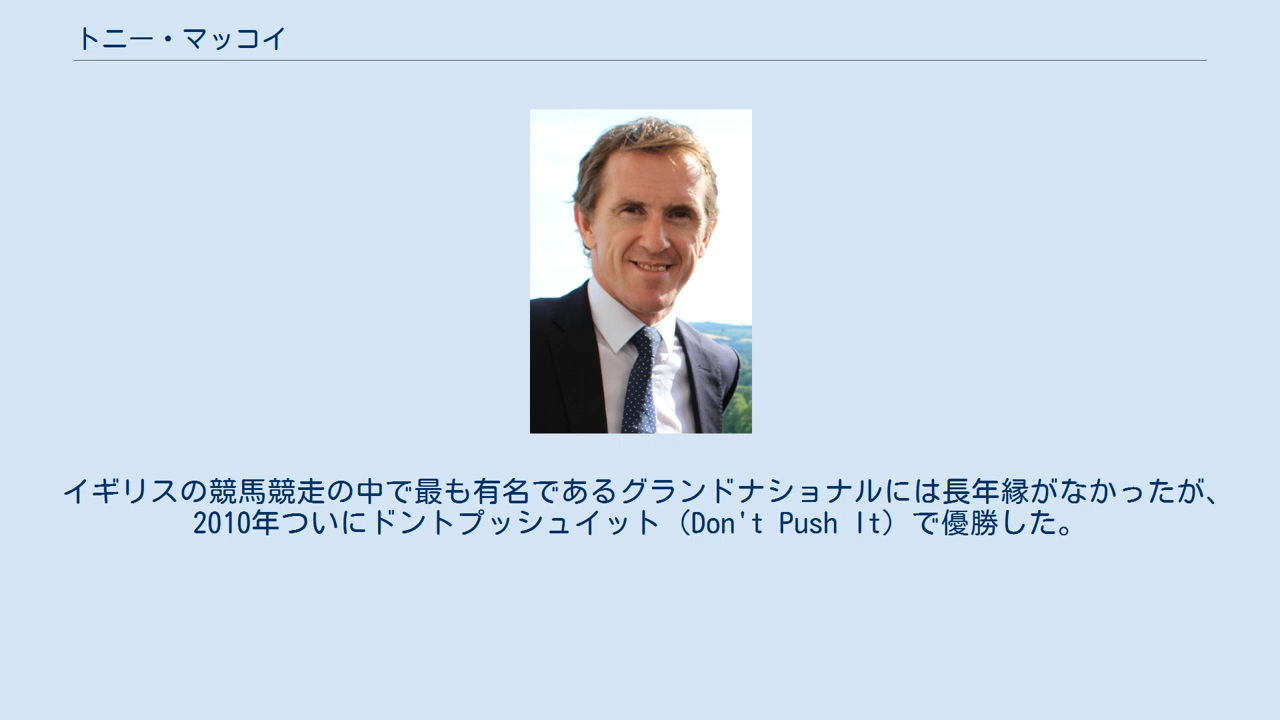 トニー・マッコイ
イギリスの競馬競走の中で最も有名であるグランドナショナルには長年縁がなかったが、
2010年ついにドントプッシュイット（Don't Push It）で優勝した。